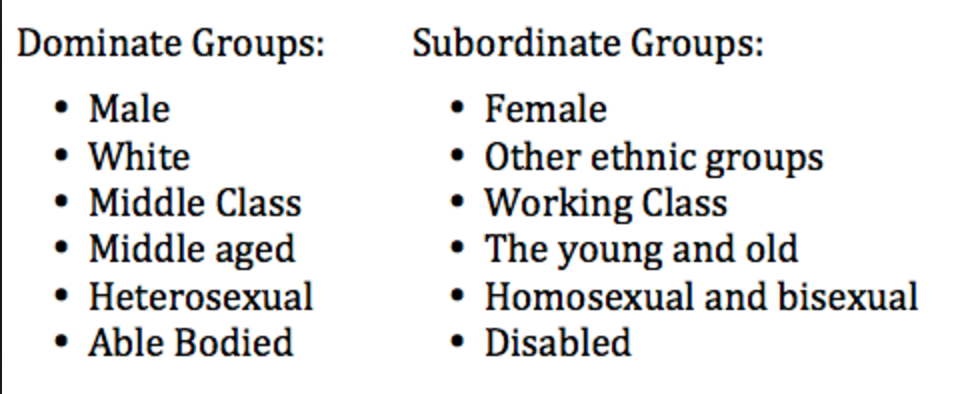 Dominate Groups:
• Male
• White
• Middle Class
• Middle aged
• Heterosexual
• Able Bodied
Subordinate Groups:
• Female
• Other ethnic groups
• Working Class
• The young and old
• Homosexual and bisexual
• Disabled